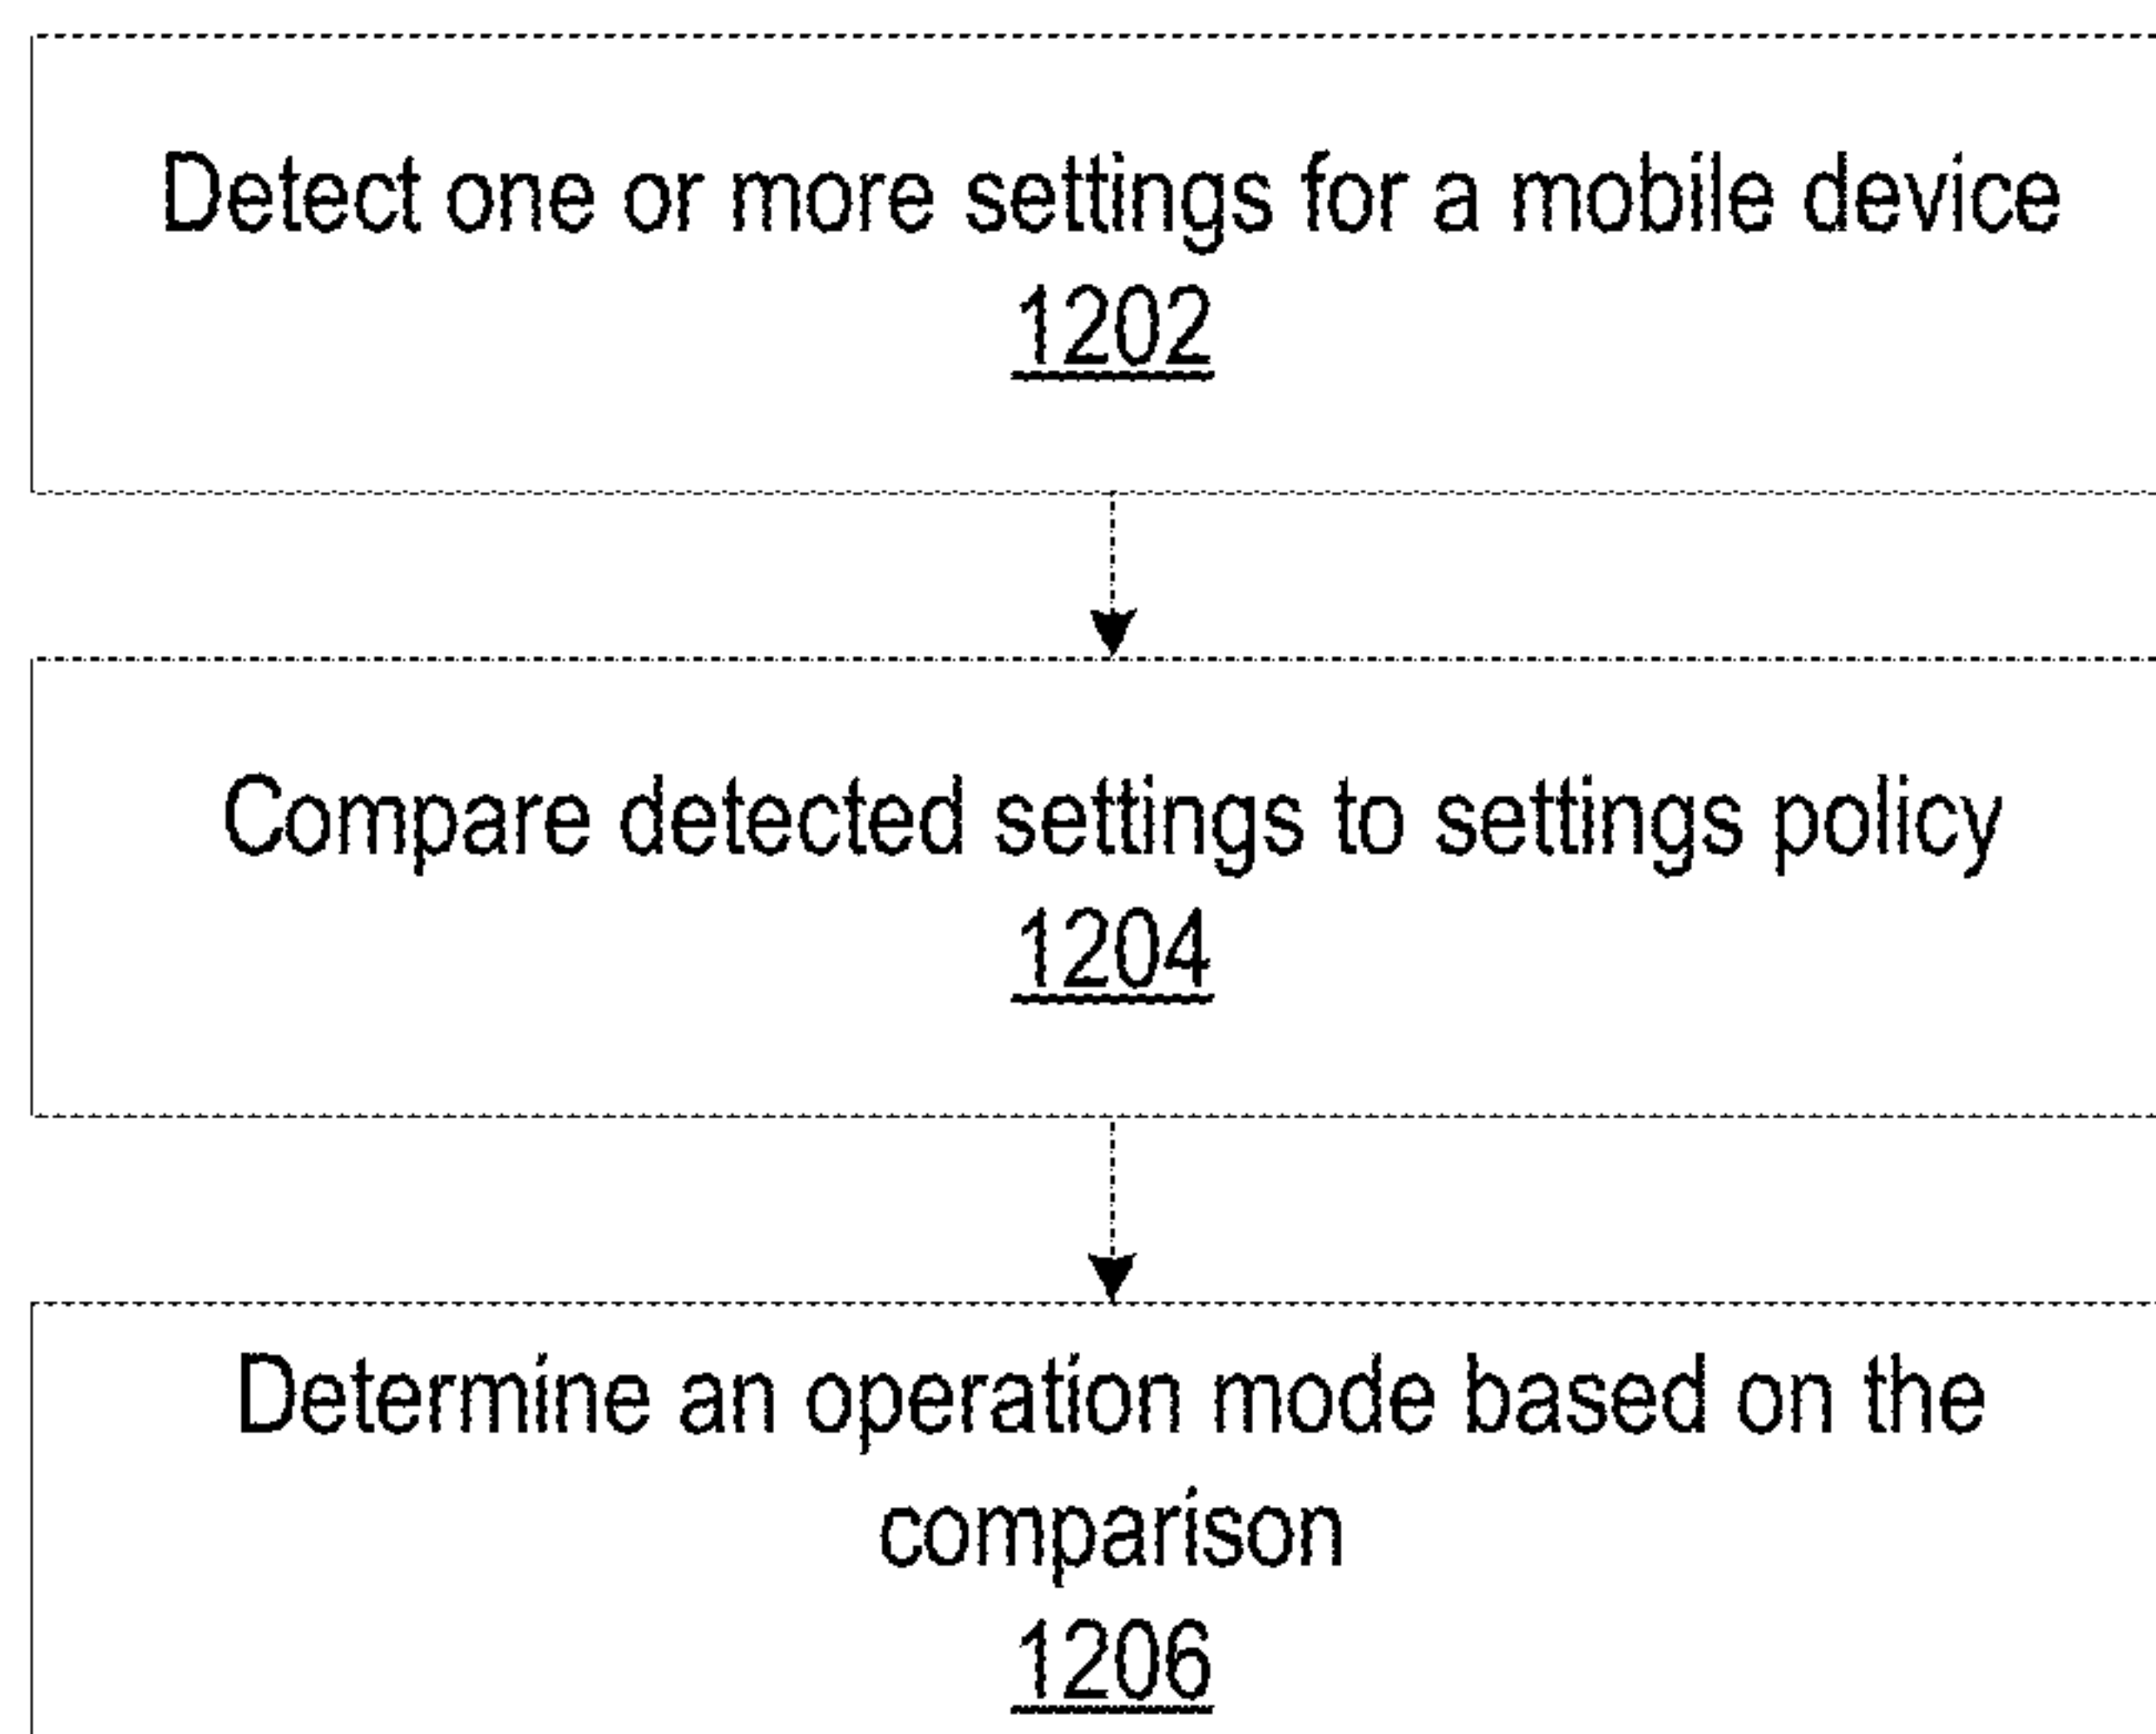 Detect one or more settings for a mobile device
1202
Compare detected settings to settings policy
1204
Determine an operation mode based on the
comparison
1206